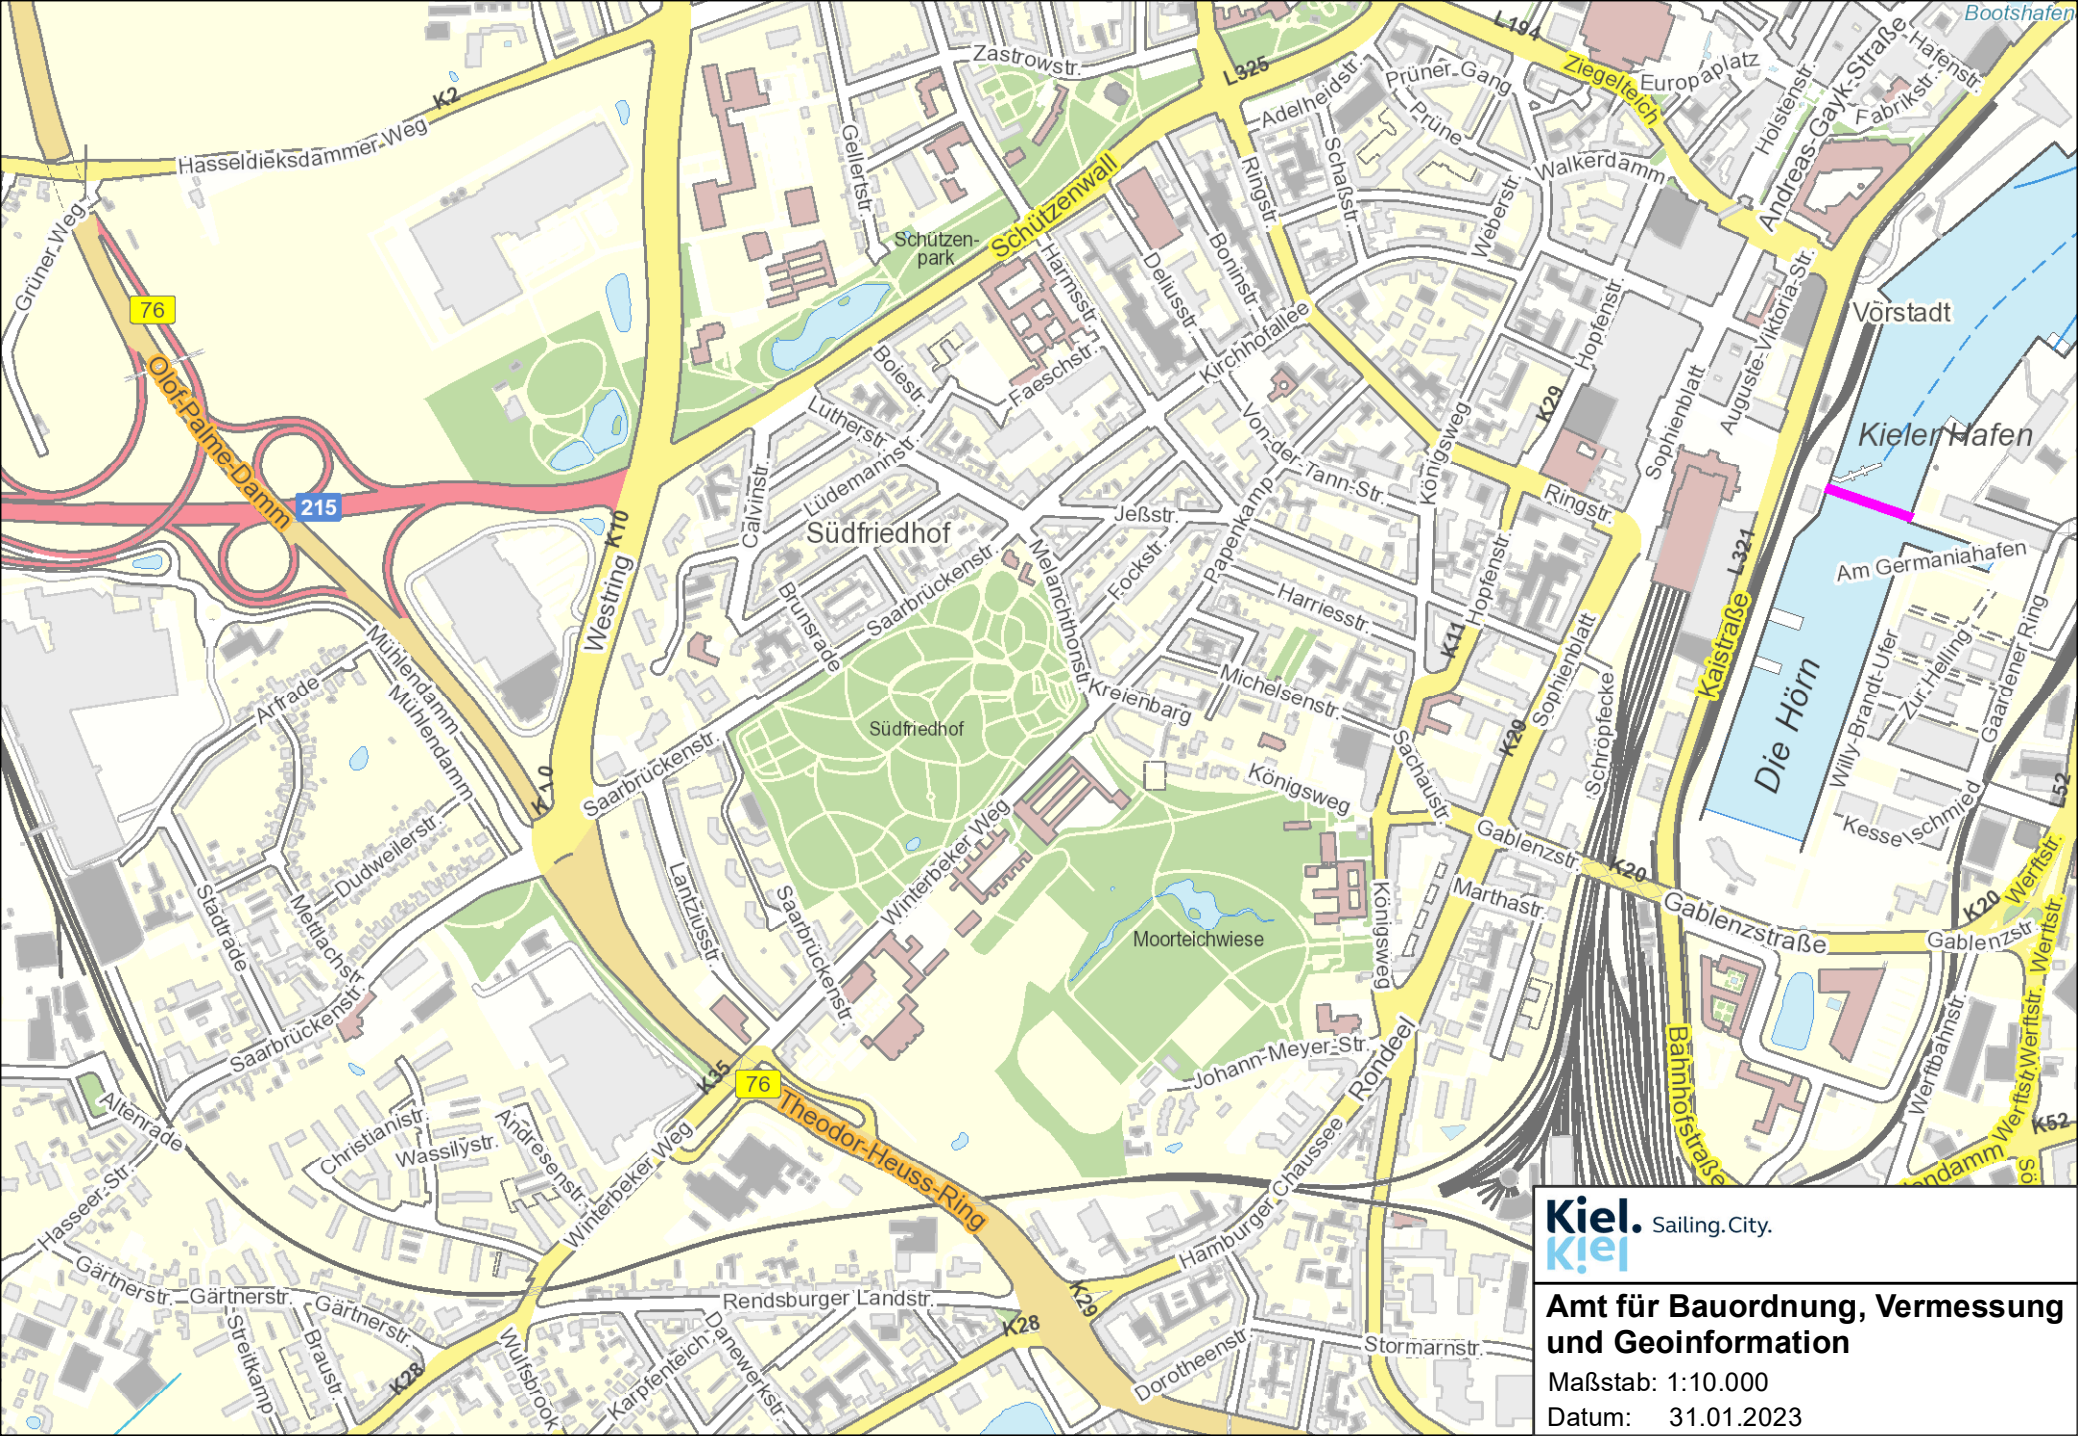 Bootshafen
L194
Zastrowstr.
Hafenstr.
Ziegelteich
Europaplatz
Andreas-Gayk-Straße
L325
Prüner Gang
K2
Adelheidstr.
Fabrikstr.
Holstenstr.
Prüne
Hasseldieksdammer Weg
Gellertstr.
Schaßstr.
Walkerdamm
Ringstr.
Schützenwall
Weberstr.
Grüner Weg
Schützen-
park
Harmsstr.
Deliusstr.
Boninstr.
76
Hopfenstr.
Auguste-Viktoria-Str.
Vorstadt
Kirchhofallee
Olof-Palme-Damm
Boiestr.
Faeschstr.
K29
Sophienblatt
Lutherstr.
Von-der-Tann-Str.
Königsweg
Kieler Hafen
Calvinstr.
Lüdemannstr.
215
K10
Südfriedhof
Jeßstr.
Papenkamp
Ringstr.
L321
Am Germaniahafen
Saarbrückenstr.
Melanchthonstr.
Fockstr.
Harriesstr.
Hopfenstr.
Westring
Brunsrade
K11
Kaistraße
Gaardener Ring
Mühlendamm
Mühlendamm
Arfrade
Kreienbarg
Michelsenstr.
Sophienblatt
Schröpfecke
Zur Helling
Willy-Brandt-Ufer
Südfriedhof
K29
Die Hörn
Saarbrückenstr.
Sachaustr.
Königsweg
K10
L52
Kesselschmied
Winterbeker Weg
Gablenzstr.
K20
Werftstr.
Dudweilerstr.
Stadtrade
Mettlachstr.
Lantziusstr.
Saarbrückenstr.
Königsweg
Marthastr.
Gablenzstraße
K20
Gablenzstr.
Werftstr.
Moorteichwiese
Saarbrückenstr.
Werftstr.
Werftstr.
Werftbahnstr.
Johann-Meyer-Str.
Rondeel
Bahnhofstraße
K35
76
Altenrade
Theodor-Heuss-Ring
Christianistr.
Wassilystr.
Andresenstr.
Winterbeker Weg
Hamburger Chaussee
K52
endamm
Hasseer Str.
Gärtnerstr.
Gärtnerstr.
Gärtnerstr.
Rendsburger Landstr.
K29
K28
Streitkamp
Braustr.
K28
Wulfsbrook
Karpfenteich
Danewerkstr.
Dorotheenstr.
Stormarnstr.
Kiel. Sailing.City.
Kiel
Amt für Bauordnung, Vermessung
und Geoinformation
Maßstab: 1:10.000
Datum: 31.01.2023